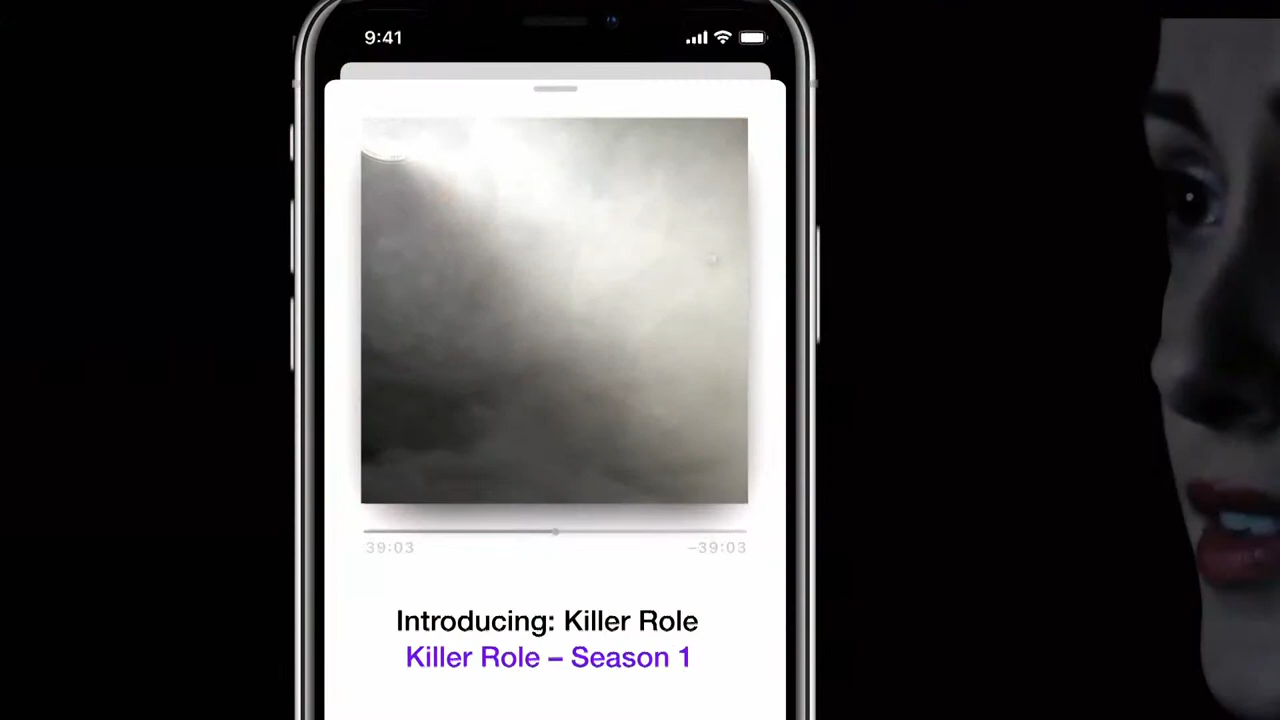 9:41
39:03
–39:03
Introducing: Killer Role
Killer Role – Season 1